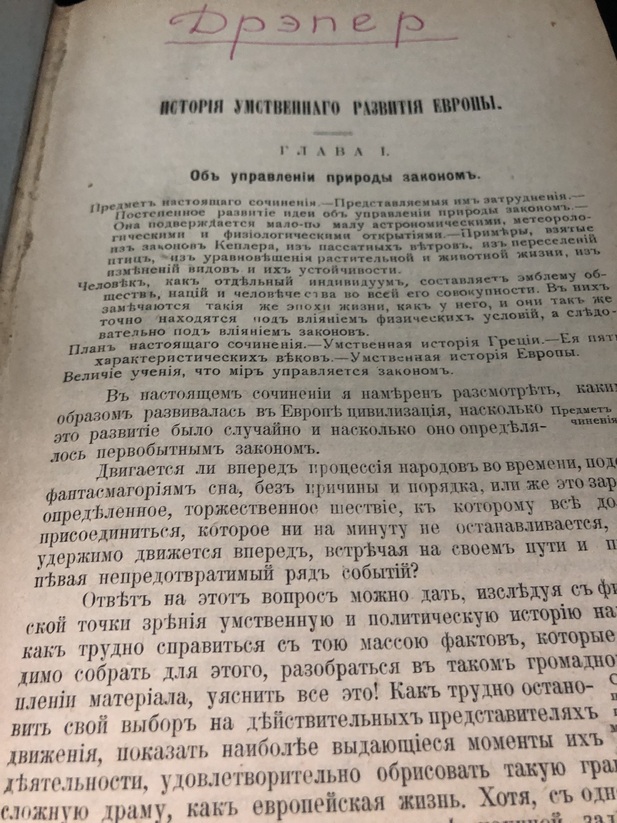 Дрэпер
ИСТОРІЯ УМСТВЕННАГО РАЗВИТІЯ ЕВРОПЫ.
ГЛАВА I.
Объ управленіи природы закономъ.
Предметъ настоящаго сочиненія.—Представляемыя имъ затрудненія.—
Постепенное развитіе идеи объ управленіи природы закономъ.—
Она подверждается мало-по малу астрономическими, метеороло-
гическими и физіологическими открытіями.—Примѣры, взятые
изъ законовъ Кеплера, изъ пассатныхъ вѣтровъ, изъ переселеній
птицъ, изъ уравновѣшенія растительной и животной жизни, изъ
измѣненій видовъ и ихъ устойчивости.
Человѣкъ, какъ отдѣльный индивидуумъ, составляетъ эмблему об-
ществъ, націй и человѣчества во всей его совокупности. Въ нихъ
замѣчаются такія же эпохи жизни, какъ у него, и они такъ же
точно находятся подъ вліяніемъ физическихъ условій, а слѣдо-
вательно подъ вліяніемъ законовъ.
Планъ настоящаго сочиненія.—Умственная исторія Греціи.—Ея пять
характеристическихъ вѣковъ.—Умственная исторія Европы.
Величіе ученія, что міръ управляется закономъ.
Въ настоящемъ сочиненіи я намѣренъ разсмотрѣть, каким
образомъ развивалась въ Европѣ цивилизація, насколько Предметъ
это развитіе было случайно и насколько оно опредѣля- чиненія
лось первобытнымъ закономъ.
Двигается ли впередъ процессія народовъ во времени, подо
фантасмагоріямъ сна, безъ причины и порядка, или же это зар
опредѣленное, торжественное шествіе, къ которому всѣ до
присоединиться, которое ни на минуту не останавливается,
удержимо движется впередъ, встрѣчая на своемъ пути и п
пѣвая непредотвратимый рядъ событій?
Отвѣтъ на этотъ вопросъ можно дать, изслѣдуя съ фи
ской точки зрѣнія умственную и политическую исторію на
какъ трудно справиться съ тою массою фактовъ, которые
димо собрать для этого, разобраться въ такомъ громадно
пленіи матеріала, уяснить все это! Какъ трудно остано-
вить свой выборъ на дѣйствительныхъ представителяхъ
движенія, показать наиболѣе выдающіеся моменты ихъ
дѣятельности, удовлетворительно обрисовать такую гран
сложную драму, какъ европейская жизнь. Хотя, съ одн